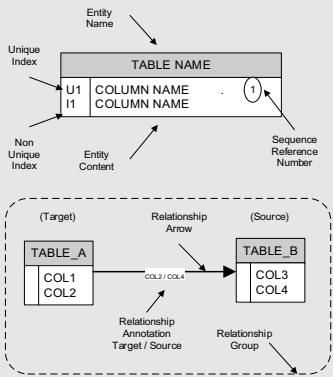 Entity
Name
Unique
Index
TABLE NAME
U1 COLUMN NAME . 1
I1 COLUMN NAME
Non
Unique
Index
Entity
Content
Sequence
Reference
Number
(Target)
Relationship
Arrow
(Source)
TABLE_A
TABLE_B
COL1
COL2
COL2 / COL4
COL3
COL4
Relationship
Annotation
Target / Source
Relationship
Group